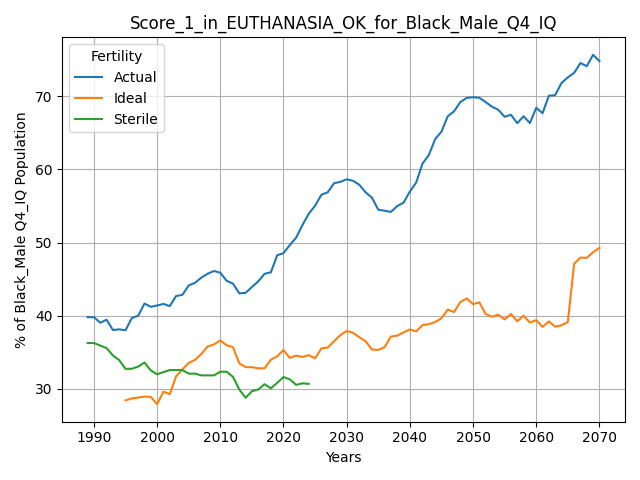 Score_1_in_EUTHANASIA_OK_for_Black_Male_Q4_IQ
Fertility
Actual
Ideal
Sterile
% of Black_Male Q4_IQ Population
70
60
50
40
30
1990 2000 2010 2020 2030 2040 2050 2060 2070
Years